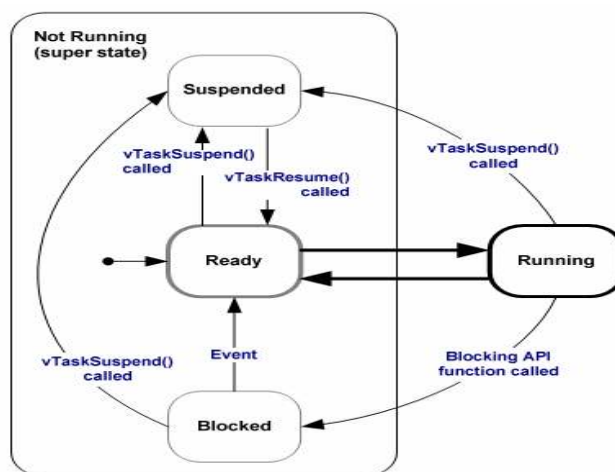 Not Running
(super state)
Suspended
vTaskSuspend()
called
vTaskResume()
called
vTaskSuspend()
called
Ready
Running
vTaskSuspend()
called
Event
Blocking API
function called
Blocked